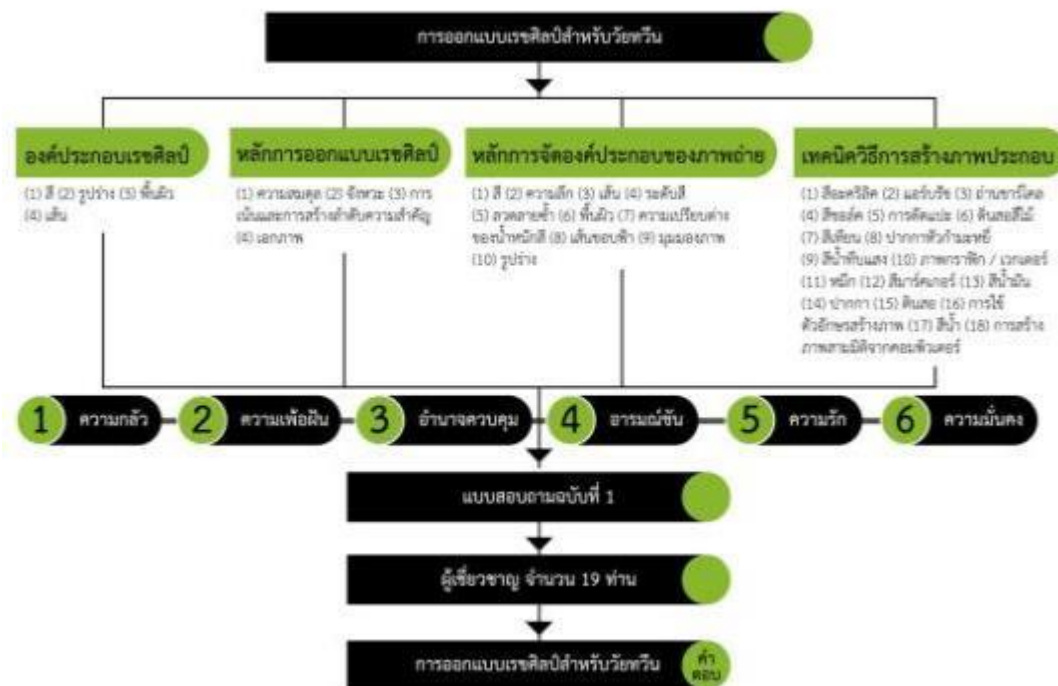 การออกแบบเรขศิลป์สำหรับวัยทวีน
องค์ประกอบเรขศิลป์
(1) สี (2) รูปร่าง (3) พื้นผิว
(4) เส้น
หลักการออกแบบเรขศิลป์
(1) ความสมดุล (2) จังหวะ (3) การ
เน้นและการสร้างลำดับความสำคัญ
(4) เอกภาพ
หลักการจัดองค์ประกอบของภาพถ่าย
(1) สี (2) ความลึก (3) เส้น (4) ระดับสี
(5) ลวดลายซ้ำ (6) พื้นผิว (7) ความเปรียบต่าง
ของน้ำหนักสี (8) เส้นขอบฟ้า (9) มุมมองภาพ
(10) รูปร่าง
เทคนิควิธีการสร้างภาพประกอบ
(1) สีอะคริลิค (2) แอร์บรัช (3) ถ่านชาร์โคล
(4) สีชอล์ค (5) การตัดแปะ (6) ดินสอสีไม้
(7) สีเทียน (8) ปากกาหัวกำมะหยี่
(9) สีน้ำทึบแสง (10) ภาพกราฟิก / เวกเตอร์
(11) หมึก (12) สีมาร์คเกอร์ (13) สีน้ำมัน
(14) ปากกา (15) ดินสอ (16) การใช้
ตัวอักษรสร้างภาพ (17) สีน้ำ (18) การสร้าง
ภาพสามมิติจากคอมพิวเตอร์
1 ความกลัว 2 ความเพ้อฝัน 3 อำนาจควบคุม 4 อารมณ์ขัน 5 ความรัก 6 ความมั่นคง
แบบสอบถามฉบับที่ 1
ผู้เชี่ยวชาญ จำนวน 19 ท่าน
การออกแบบเรขศิลป์สำหรับวัยทวีน
คำ
ตอบ